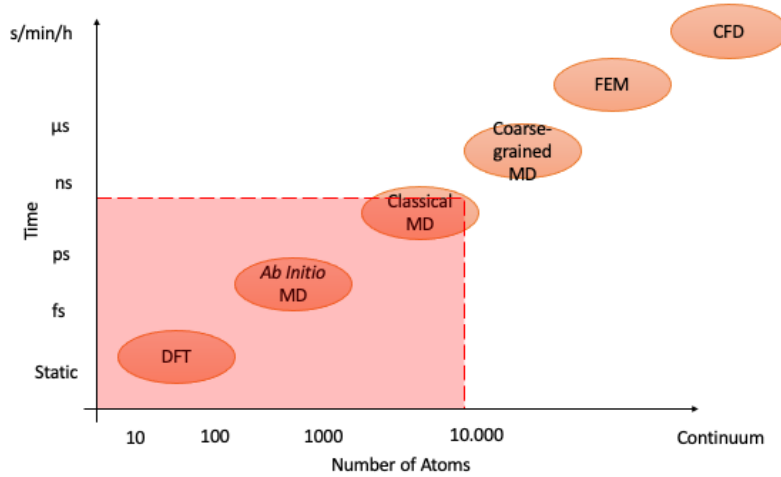 s/min/h
CFD
FEM
μs
Coarse-
grained
MD
ns
Classical
MD
Time
ps
Ab Initio
MD
fs
DFT
Static
10
100
1000
10.000
Continuum
Number of Atoms